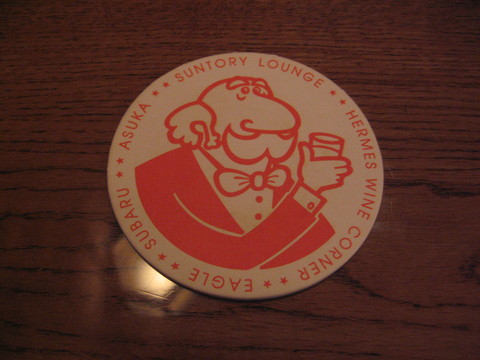 SUNTORY LOUNGE ★★ HERMES WINE CORNER ★★ EAGLE ★★ SUBARU ★★ ASUKA ★★